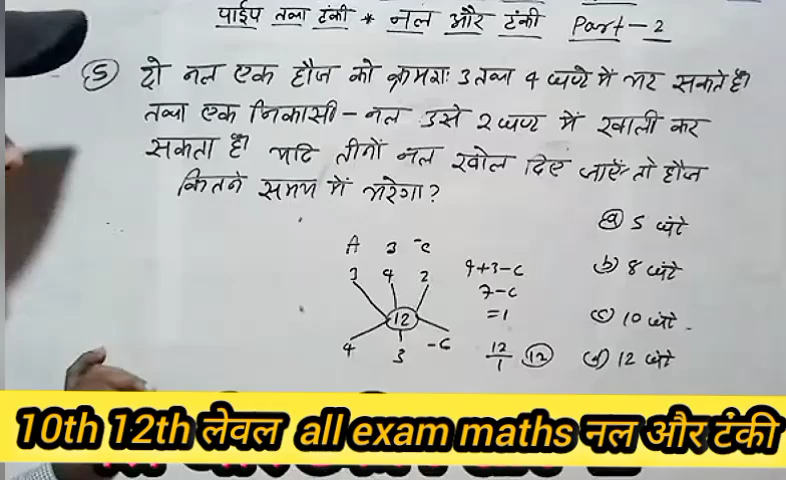 पाईप तथा टंकी * नल और टंकी Part-2
(5) दो नल एक हौज को क्रमशः 3 तथा 4 घण्टे में भर सकते है।
तथा एक निकासी-नल उसे 2 घण्टे में खाली कर
सकता है। यदि तीनों नल खोल दिए जाएँ तो हौज
कितने समय में भरेगा?
(a) 5 घंटे
(b) 8 घंटे
(c) 10 घंटे
(d) 12 घंटे
A 3 -c
3 4 2
12
4 3 -6
4+3-6
7-6
=1
12/1 (12)
10th 12th लेवल all exam maths नल और टंकी